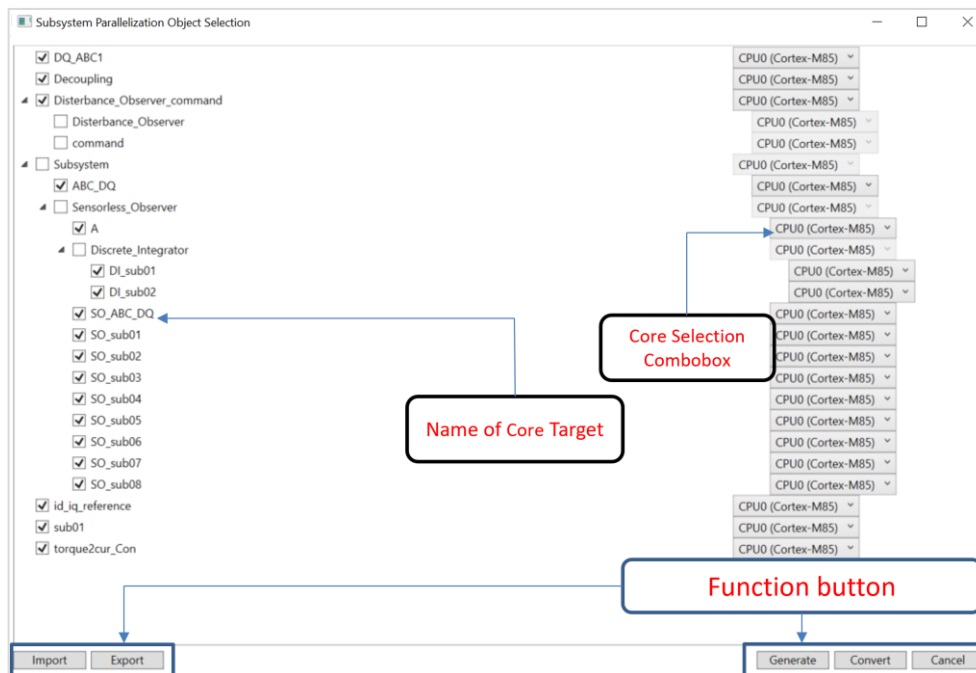 Subsystem Parallelization Object Selection
DQ_ABC1 CPU0 (Cortex-M85)
Decoupling CPU0 (Cortex-M85)
Disterbance_Observer_command CPU0 (Cortex-M85)
Disterbance_Observer CPU0 (Cortex-M85)
command CPU0 (Cortex-M85)
Subsystem CPU0 (Cortex-M85)
ABC_DQ CPU0 (Cortex-M85)
Sensorless_Observer CPU0 (Cortex-M85)
A CPU0 (Cortex-M85)
Discrete_Integrator CPU0 (Cortex-M85)
DI_sub01 CPU0 (Cortex-M85)
DI_sub02 CPU0 (Cortex-M85)
SO_ABC_DQ CPU0 (Cortex-M85)
SO_sub01 CPU0 (Cortex-M85)
SO_sub02 CPU0 (Cortex-M85)
SO_sub03 CPU0 (Cortex-M85)
SO_sub04 CPU0 (Cortex-M85)
SO_sub05 CPU0 (Cortex-M85)
SO_sub06 CPU0 (Cortex-M85)
SO_sub07 CPU0 (Cortex-M85)
SO_sub08 CPU0 (Cortex-M85)
id_iq_reference CPU0 (Cortex-M85)
sub01 CPU0 (Cortex-M85)
torque2cur_Con CPU0 (Cortex-M85)
Core Selection
Combobox
Name of Core Target
Function button
Import Export Generate Convert Cancel